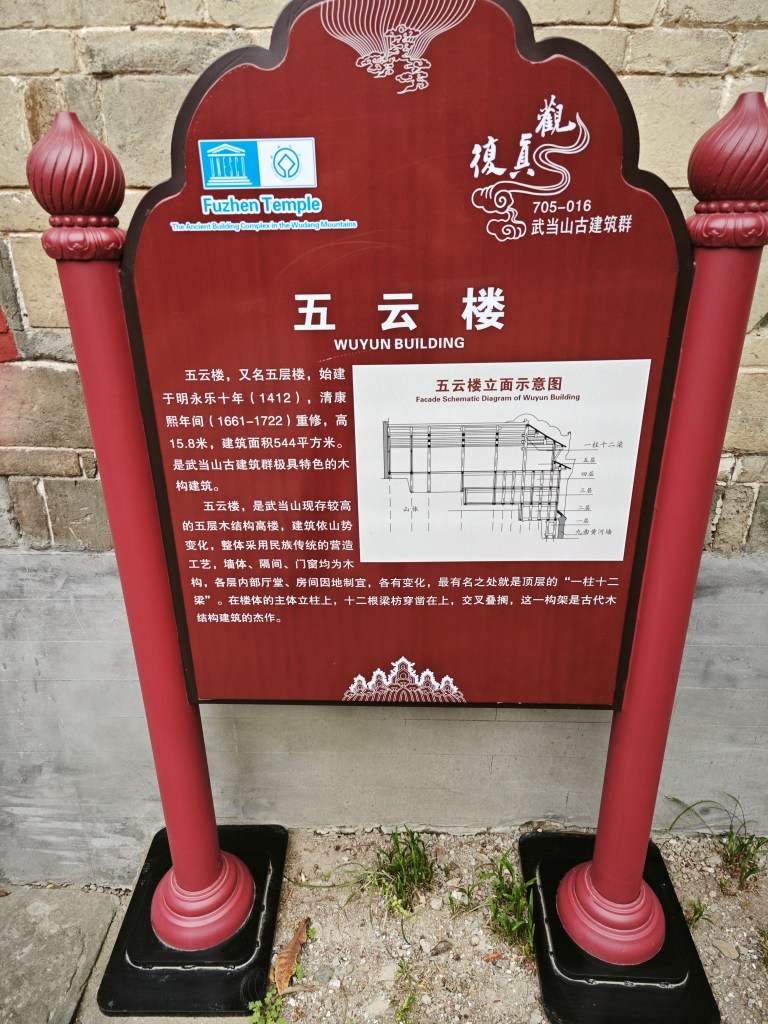 Fuzhen Temple
The Ancient Building Complex in the Wudang Mountains
復真觀
705-016
武当山古建筑群
五云楼
WUYUN BUILDING
五云楼，又名五层楼，始建
于明永乐十年（1412），清康
熙年间（1661-1722）重修，高
15.8米，建筑面积544平方米。
是武当山古建筑群极具特色的木
构建筑。
五云楼，是武当山现存较高
的五层木结构高楼，建筑依山势
变化，整体采用民族传统的营造
工艺，墙体、隔间、门窗均为木
构，各层内部厅堂、房间因地制宜，各有变化，最有名之处就是顶层的“一柱十二
梁”。在楼体的主体立柱上，十二根梁枋穿凿在上，交叉叠搁，这一构架是古代木
结构建筑的杰作。
五云楼立面示意图
Facade Schematic Diagram of Wuyun Building
一柱十二梁
五层
四层
三层
二层
一层
九曲黄河墙
山体